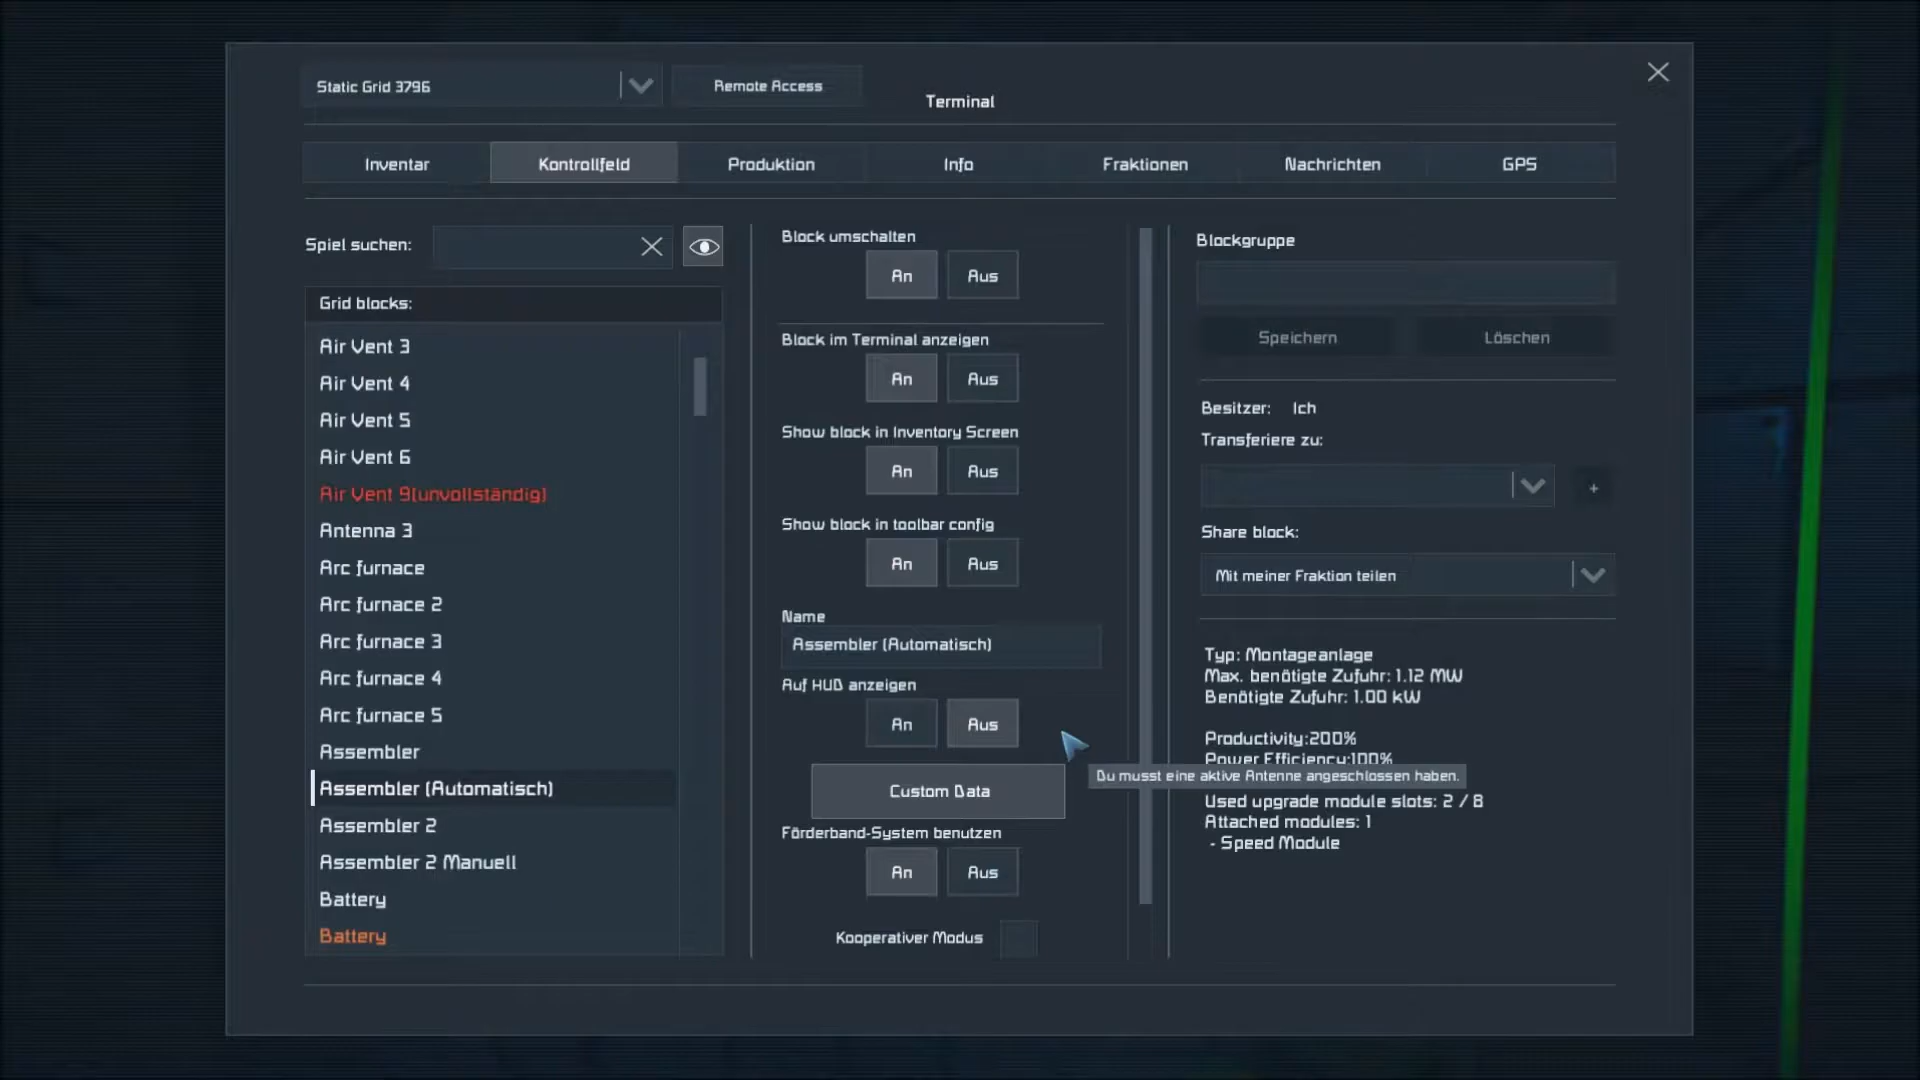 Static Grid 3796
Remote Access
Terminal
Inventar
Kontrollfeld
Produktion
Info
Fraktionen
Nachrichten
GPS
Spiel suchen:
Grid blocks:
Air Vent 3
Air Vent 4
Air Vent 5
Air Vent 6
Air Vent 9(unvollständig)
Antenna 3
Arc furnace
Arc furnace 2
Arc furnace 3
Arc furnace 4
Arc furnace 5
Assembler
Assembler (Automatisch)
Assembler 2
Assembler 2 Manuell
Battery
Battery
Block umschalten
An
Aus
Block im Terminal anzeigen
An
Aus
Show block in Inventory Screen
An
Aus
Show block in toolbar config
An
Aus
Name
Assembler (Automatisch)
Auf HUD anzeigen
An
Aus
Custom Data
Förderband-System benutzen
An
Aus
Kooperativer Modus
Blockgruppe
Speichern
Löschen
Besitzer: Ich
Transferiere zu:
+
Share block:
Mit meiner Fraktion teilen
Typ: Montageanlage
Max. benötigte Zufuhr: 1.12 MW
Benötigte Zufuhr: 1.00 kW
Productivity:200%
Power Efficiency:100%
Du musst eine aktive Antenne angeschlossen haben.
Used upgrade module slots: 2 / 8
Attached modules: 1
- Speed Module